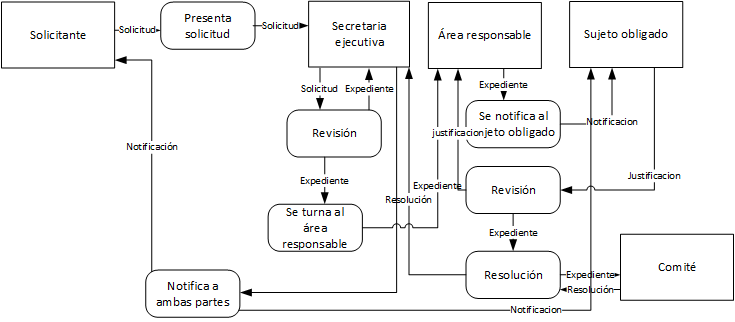 Solicitante
Solicitud
Presenta
solicitud
Solicitud
Secretaria
ejecutiva
Área responsable
Sujeto obligado
Solicitud
Expediente
Expediente
Revisión
Se notifica al
jeto obligado
justificacion
Notificacion
Notificación
Expediente
Expediente
Resolución
Revisión
Justificacion
Se turna al
área
responsable
Expediente
Resolución
Expediente
Resolución
Comité
Notifica a
ambas partes
Notificacion